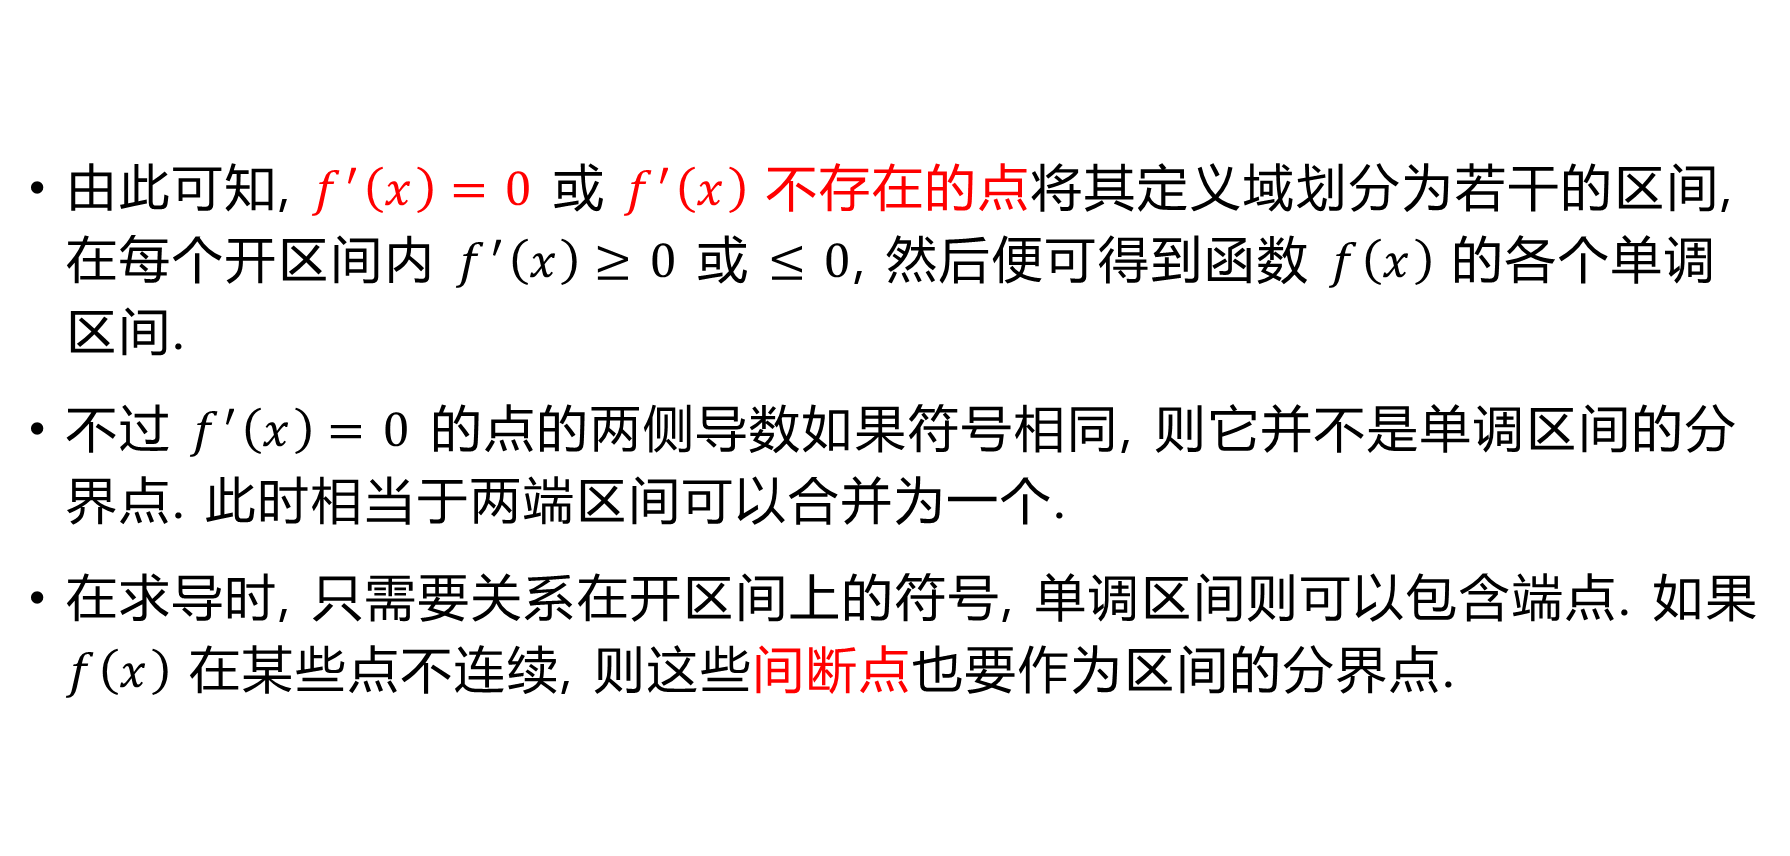 • 由此可知, f′(x) = 0 或 f′(x) 不存在的点将其定义域划分为若干的区间,
在每个开区间内 f′(x) ≥ 0 或 ≤ 0, 然后便可得到函数 f(x) 的各个单调
区间.
• 不过 f′(x) = 0 的点的两侧导数如果符号相同, 则它并不是单调区间的分
界点. 此时相当于两端区间可以合并为一个.
• 在求导时, 只需要关系在开区间上的符号, 单调区间则可以包含端点. 如果
f(x) 在某些点不连续, 则这些间断点也要作为区间的分界点.